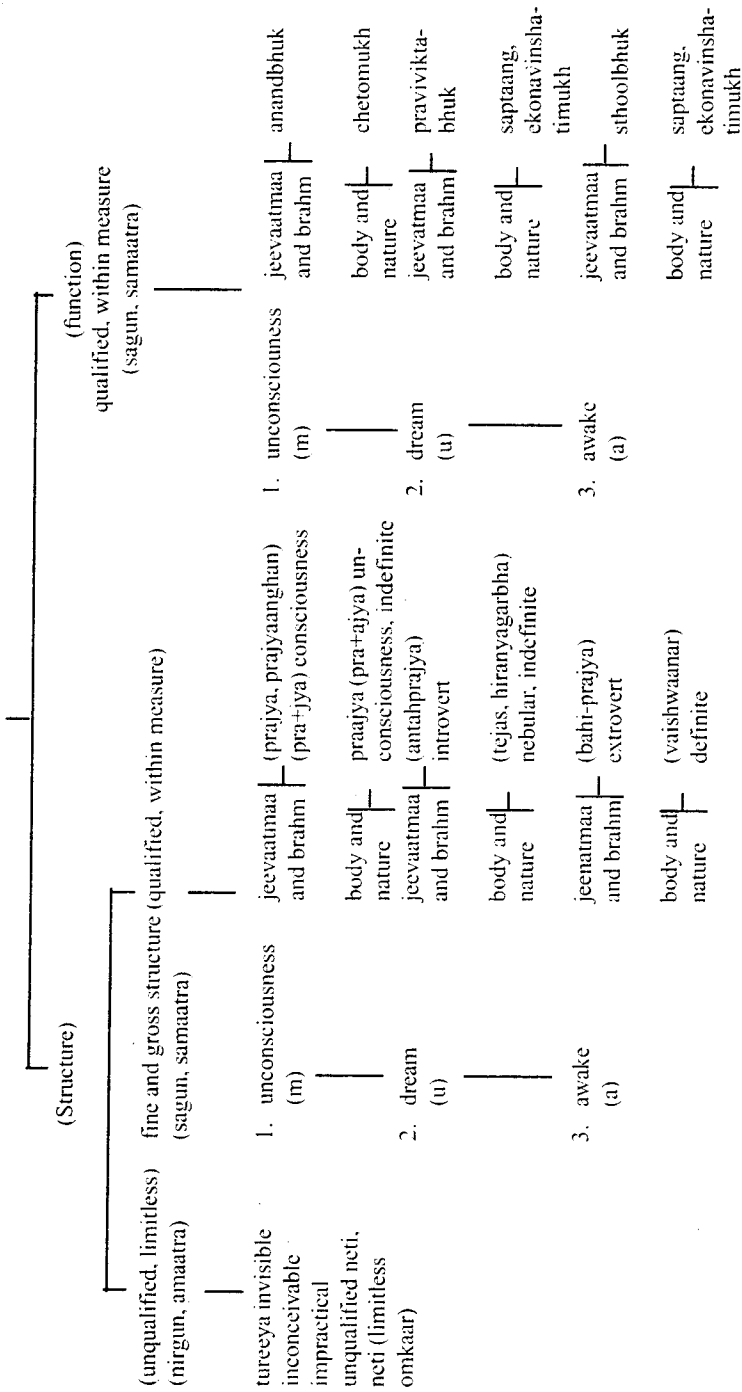 (Structure)
(function)
qualified, within measure
(sagun, samaatra)
(unqualified, limitless)
(nirgun, amaatra)
fine and gross structure (qualified, within measure)
(sagun, samaatra)
tureeya invisible
inconceivable
impractical
unqualified neti,
neti (limitless
omkaar)
1. unconsciousness
(m)
jeevaatmaa
and brahm
(prajya, prajyaanghan)
(pra+jya) consciousness
body and
nature
praajya (pra+ajya) un-
consciousness, indefinite
2. dream
(u)
jeevaatmaa
and brahm
(antahprajya)
introvert
body and
nature
(tejas, hiranyagarbha)
nebular, indefinite
3. awake
(a)
jeenatmaa
and brahm
(bahi-prajya)
extrovert
body and
nature
(vaishwaanar)
definite
1. unconsciouness
(m)
jeevaatmaa
and brahm
anandbhuk
body and
nature
chetomukh
2. dream
(u)
jeevatmaa
and brahm
pravivikta-
bhuk
body and
nature
saptaang,
ekonavinsha-
timukh
3. awake
(a)
jeevaatmaa
and brahm
sthoolbhuk
body and
nature
saptaang,
ekonavinsha-
timukh